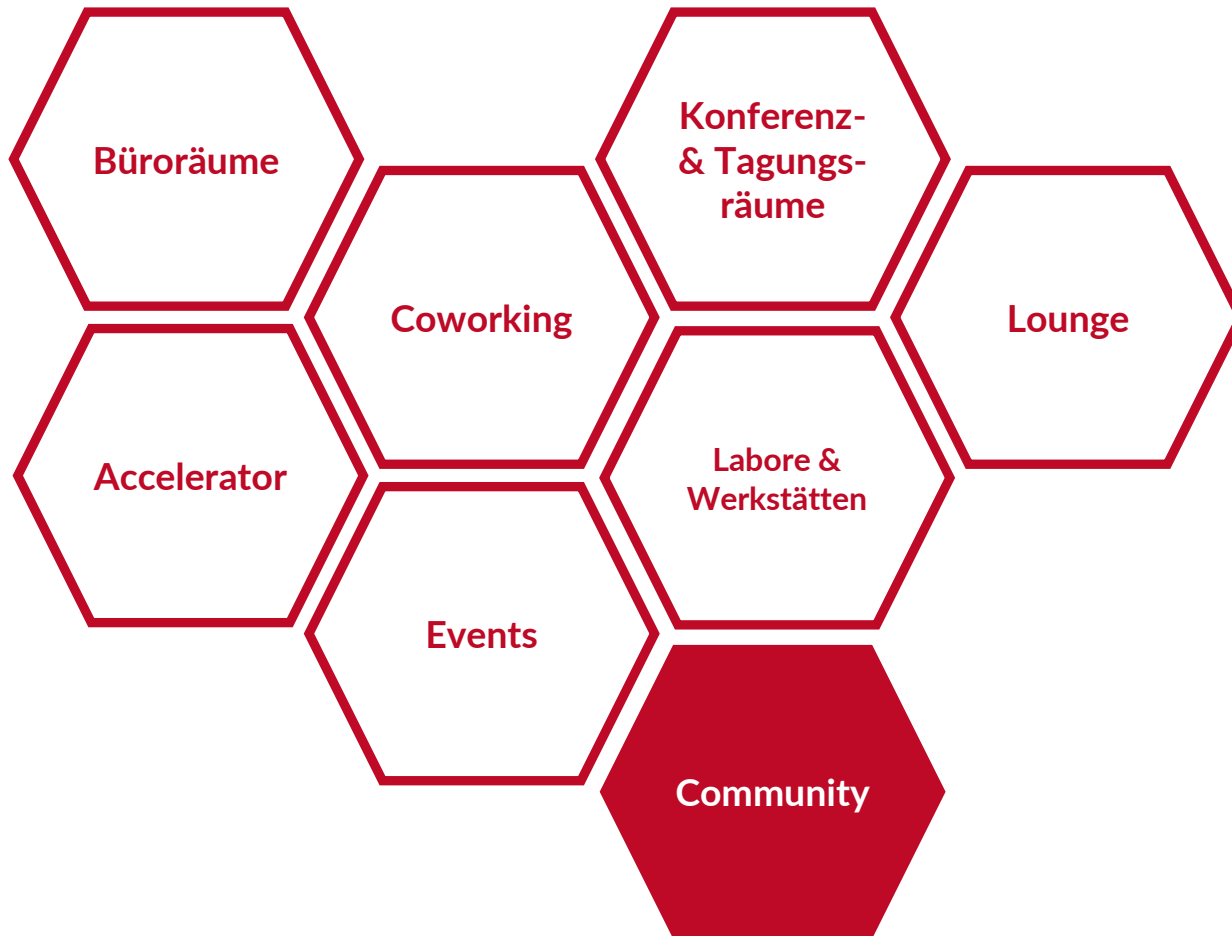 Büroräume
Konferenz-
& Tagungs-
räume
Coworking
Lounge
Accelerator
Labore &
Werkstätten
Events
Community